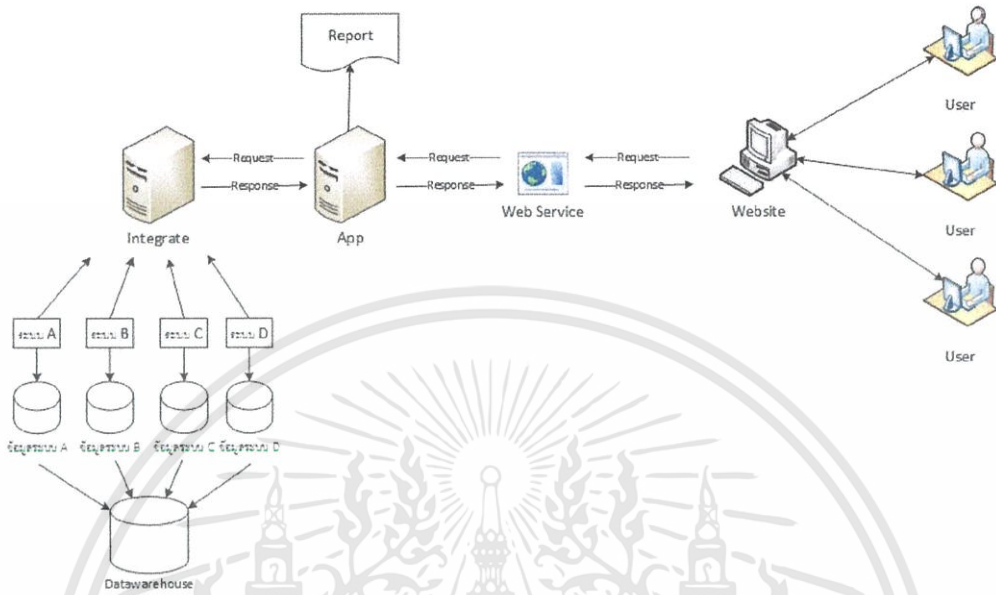 Report
User
Request
Request
Request
Response
Response
Response
Web Service
Website
User
Integrate
App
ระบบ A
ระบบ B
ระบบ C
ระบบ D
User
ข้อมูลระบบ A
ข้อมูลระบบ B
ข้อมูลระบบ C
ข้อมูลระบบ D
Datawarehouse